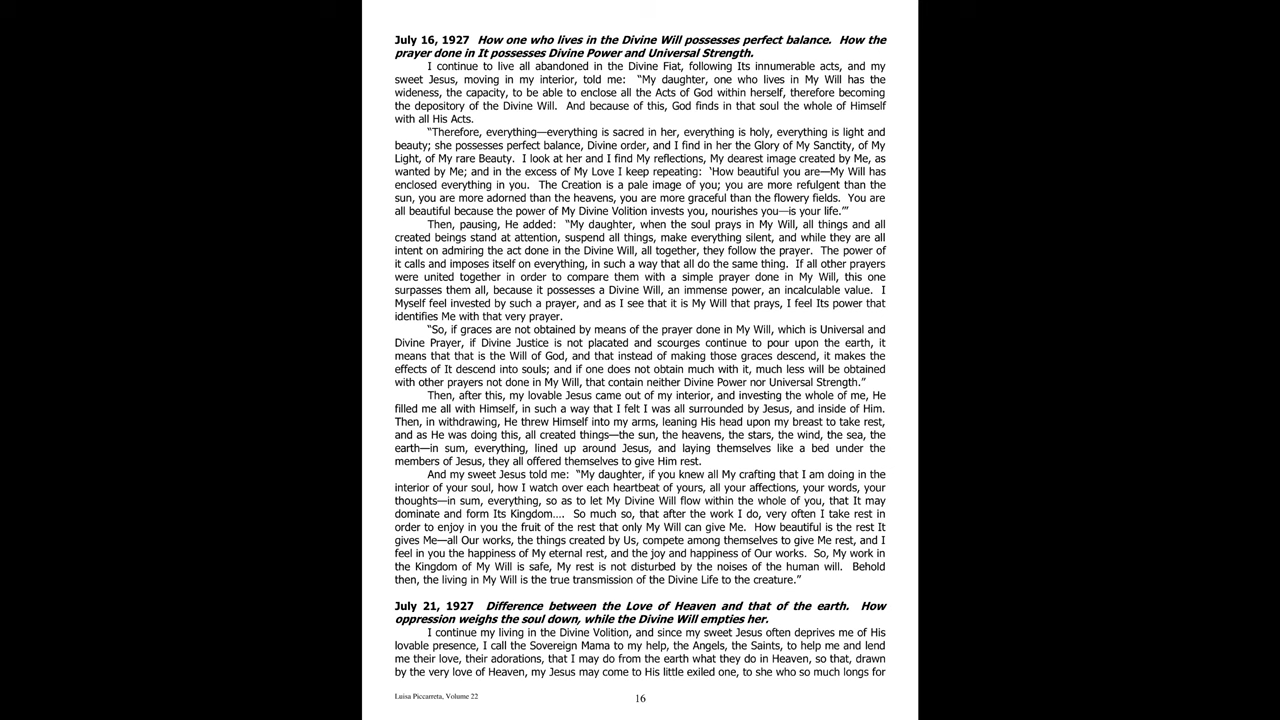 July 16, 1927  How one who lives in the Divine Will possesses perfect balance.  How the
prayer done in It possesses Divine Power and Universal Strength.
I continue to live all abandoned in the Divine Fiat, following Its innumerable acts, and my
sweet Jesus, moving in my interior, told me:  “My daughter, one who lives in My Will has the
wideness, the capacity, to be able to enclose all the Acts of God within herself, therefore becoming
the depository of the Divine Will.  And because of this, God finds in that soul the whole of Himself
with all His Acts.
“Therefore, everything—everything is sacred in her, everything is holy, everything is light and
beauty; she possesses perfect balance, Divine order, and I find in her the Glory of My Sanctity, of My
Light, of My rare Beauty.  I look at her and I find My reflections, My dearest image created by Me, as
wanted by Me; and in the excess of My Love I keep repeating:  ‘How beautiful you are—My Will has
enclosed everything in you.  The Creation is a pale image of you; you are more refulgent than the
sun, you are more adorned than the heavens, you are more graceful than the flowery fields.  You are
all beautiful because the power of My Divine Volition invests you, nourishes you—is your life.’”
Then, pausing, He added:  “My daughter, when the soul prays in My Will, all things and all
created beings stand at attention, suspend all things, make everything silent, and while they are all
intent on admiring the act done in the Divine Will, all together, they follow the prayer.  The power of
it calls and imposes itself on everything, in such a way that all do the same thing.  If all other prayers
were united together in order to compare them with a simple prayer done in My Will, this one
surpasses them all, because it possesses a Divine Will, an immense power, an incalculable value.  I
Myself feel invested by such a prayer, and as I see that it is My Will that prays, I feel Its power that
identifies Me with that very prayer.
“So, if graces are not obtained by means of the prayer done in My Will, which is Universal and
Divine Prayer, if Divine Justice is not placated and scourges continue to pour upon the earth, it
means that that is the Will of God, and that instead of making those graces descend, it makes the
effects of It descend into souls; and if one does not obtain much with it, much less will be obtained
with other prayers not done in My Will, that contain neither Divine Power nor Universal Strength.”
Then, after this, my lovable Jesus came out of my interior, and investing the whole of me, He
filled me all with Himself, in such a way that I felt I was all surrounded by Jesus, and inside of Him.
Then, in withdrawing, He threw Himself into my arms, leaning His head upon my breast to take rest,
and as He was doing this, all created things—the sun, the heavens, the stars, the wind, the sea, the
earth—in sum, everything, lined up around Jesus, and laying themselves like a bed under the
members of Jesus, they all offered themselves to give Him rest.
And my sweet Jesus told me:  “My daughter, if you knew all My crafting that I am doing in the
interior of your soul, how I watch over each heartbeat of yours, all your affections, your words, your
thoughts—in sum, everything, so as to let My Divine Will flow within the whole of you, that It may
dominate and form Its Kingdom….  So much so, that after the work I do, very often I take rest in
order to enjoy in you the fruit of the rest that only My Will can give Me.  How beautiful is the rest It
gives Me—all Our works, the things created by Us, compete among themselves to give Me rest, and I
feel in you the happiness of My eternal rest, and the joy and happiness of Our works.  So, My work in
the Kingdom of My Will is safe, My rest is not disturbed by the noises of the human will.  Behold
then, the living in My Will is the true transmission of the Divine Life to the creature.”
July 21, 1927  Difference between the Love of Heaven and that of the earth.  How
oppression weighs the soul down, while the Divine Will empties her.
I continue my living in the Divine Volition, and since my sweet Jesus often deprives me of His
lovable presence, I call the Sovereign Mama to my help, the Angels, the Saints, to help me and lend
me their love, their adorations, that I may do from the earth what they do in Heaven, so that, drawn
by the very love of Heaven, my Jesus may come to His little exiled one, to she who so much longs for
Luisa Piccarreta, Volume 22
16